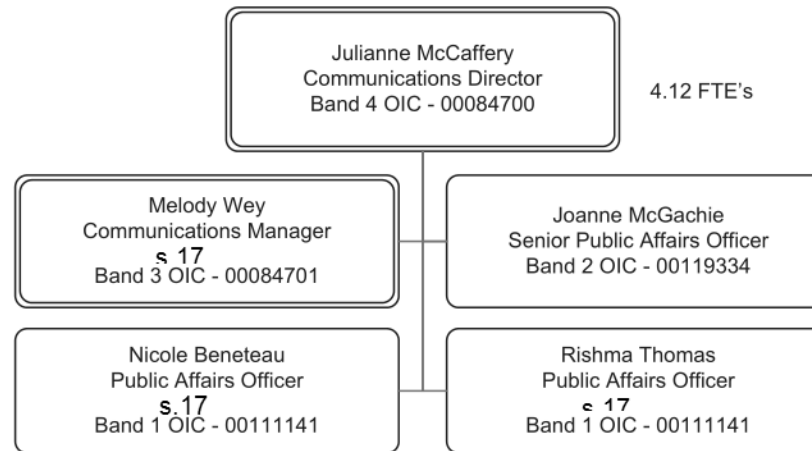 Julianne McCaffery
Communications Director
Band 4 OIC - 00084700
4.12 FTE's
Melody Wey
Communications Manager
s.17
Band 3 OIC - 00084701
Joanne McGachie
Senior Public Affairs Officer
Band 2 OIC - 00119334
Nicole Beneteau
Public Affairs Officer
s.17
Band 1 OIC - 00111141
Rishma Thomas
Public Affairs Officer
s.17
Band 1 OIC - 00111141